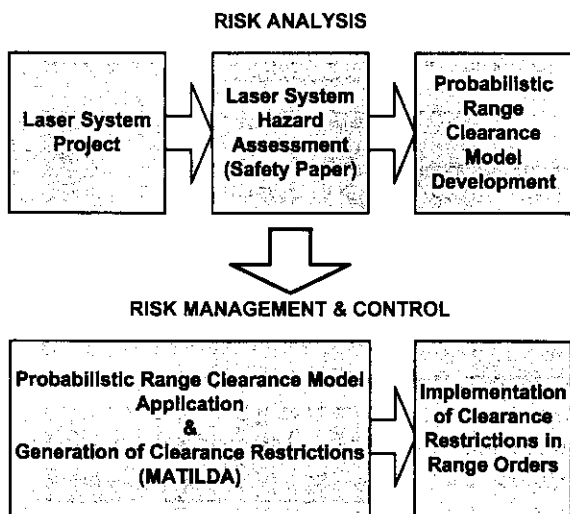 RISK ANALYSIS
Laser System
Project
Laser System
Hazard
Assessment
(Safety Paper)
Probabilistic
Range
Clearance
Model
Development
RISK MANAGEMENT & CONTROL
Probabilistic Range Clearance Model
Application
&
Generation of Clearance Restrictions
(MATILDA)
Implementation
of Clearance
Restrictions in
Range Orders